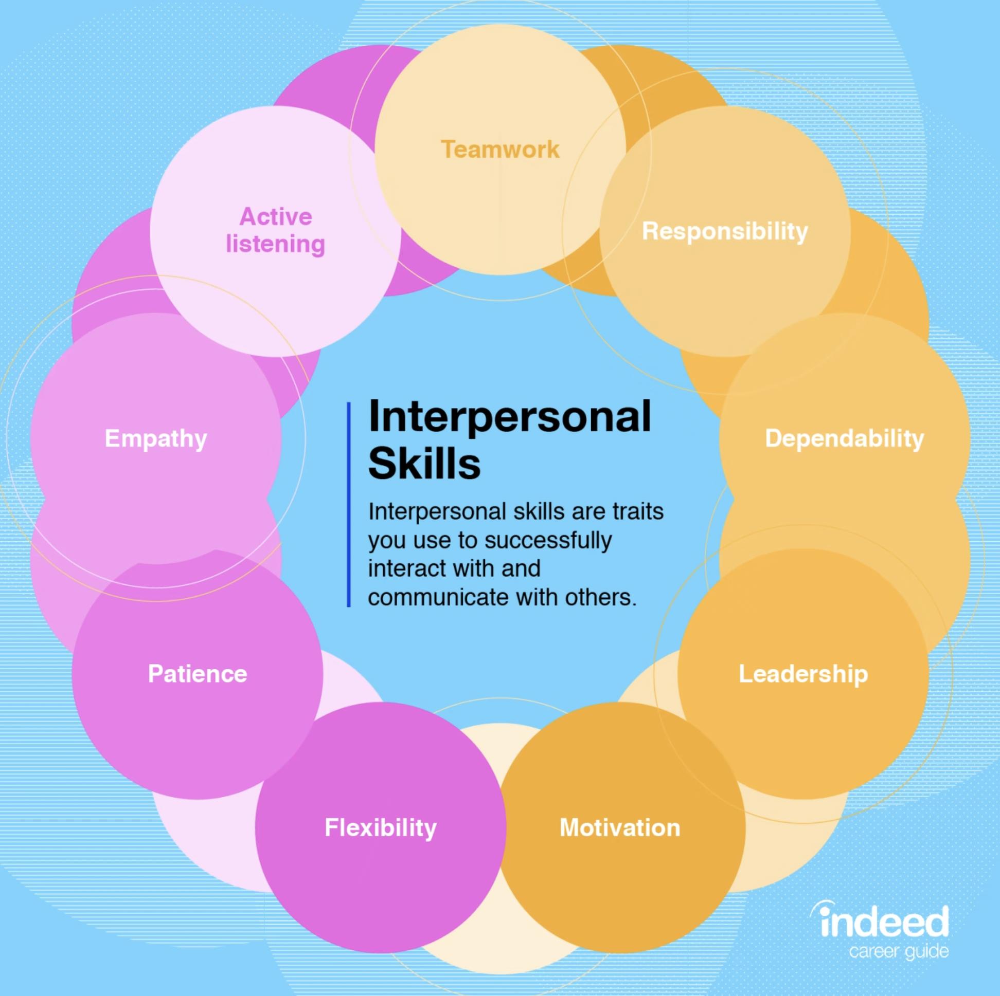 Teamwork
Responsibility
Dependability
Leadership
Motivation
Flexibility
Patience
Empathy
Active
listening
Interpersonal
Skills
Interpersonal skills are traits
you use to successfully
interact with and
communicate with others.
indeed
career guide